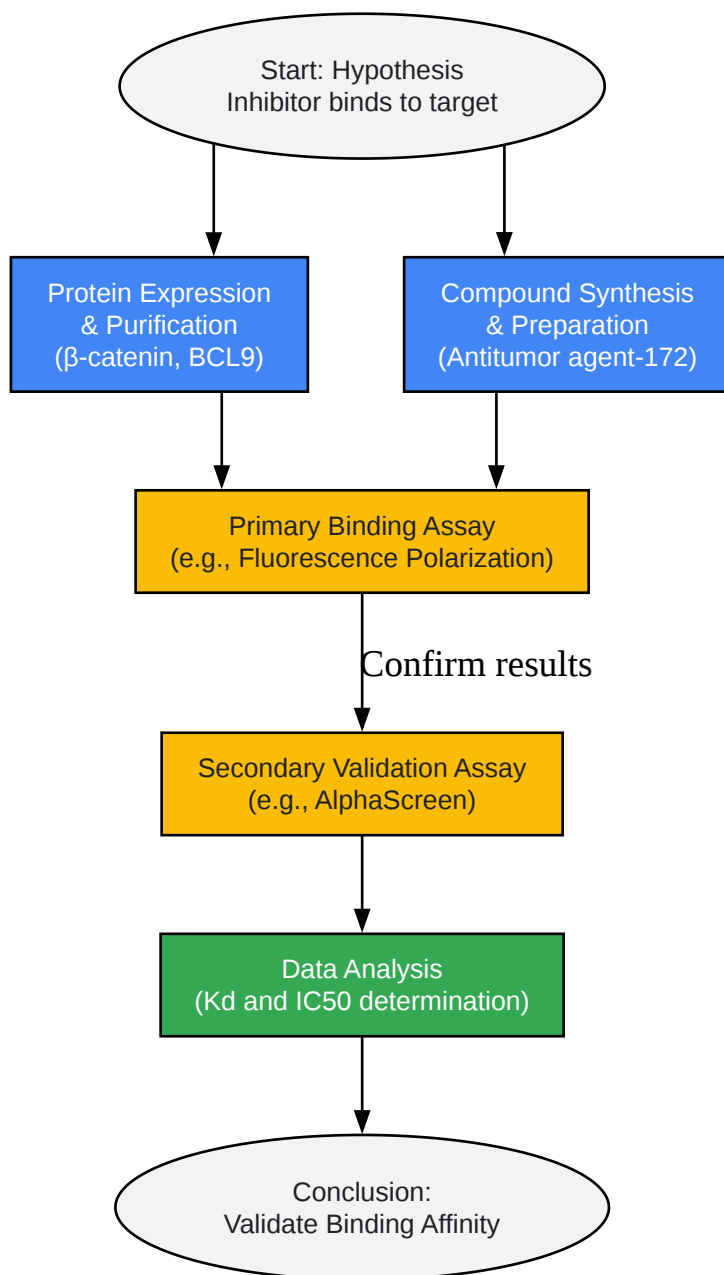 Start: Hypothesis
Inhibitor binds to target
Protein Expression
& Purification
(β-catenin, BCL9)
Compound Synthesis
& Preparation
(Antitumor agent-172)
Primary Binding Assay
(e.g., Fluorescence Polarization)
Confirm results
Secondary Validation Assay
(e.g., AlphaScreen)
Data Analysis
(Kd and IC50 determination)
Conclusion:
Validate Binding Affinity